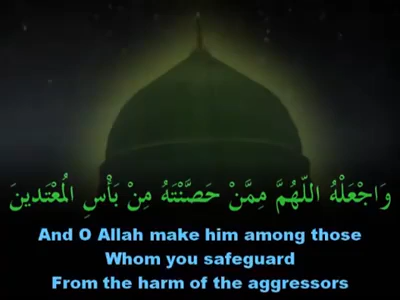 وَاجْعَلْهُ اللّهُمَّ مِمَّنْ حَصَّنْتَهُ مِنْ بَأْسِ الْمُعْتَدينَ
And O Allah make him among those
Whom you safeguard
From the harm of the aggressors